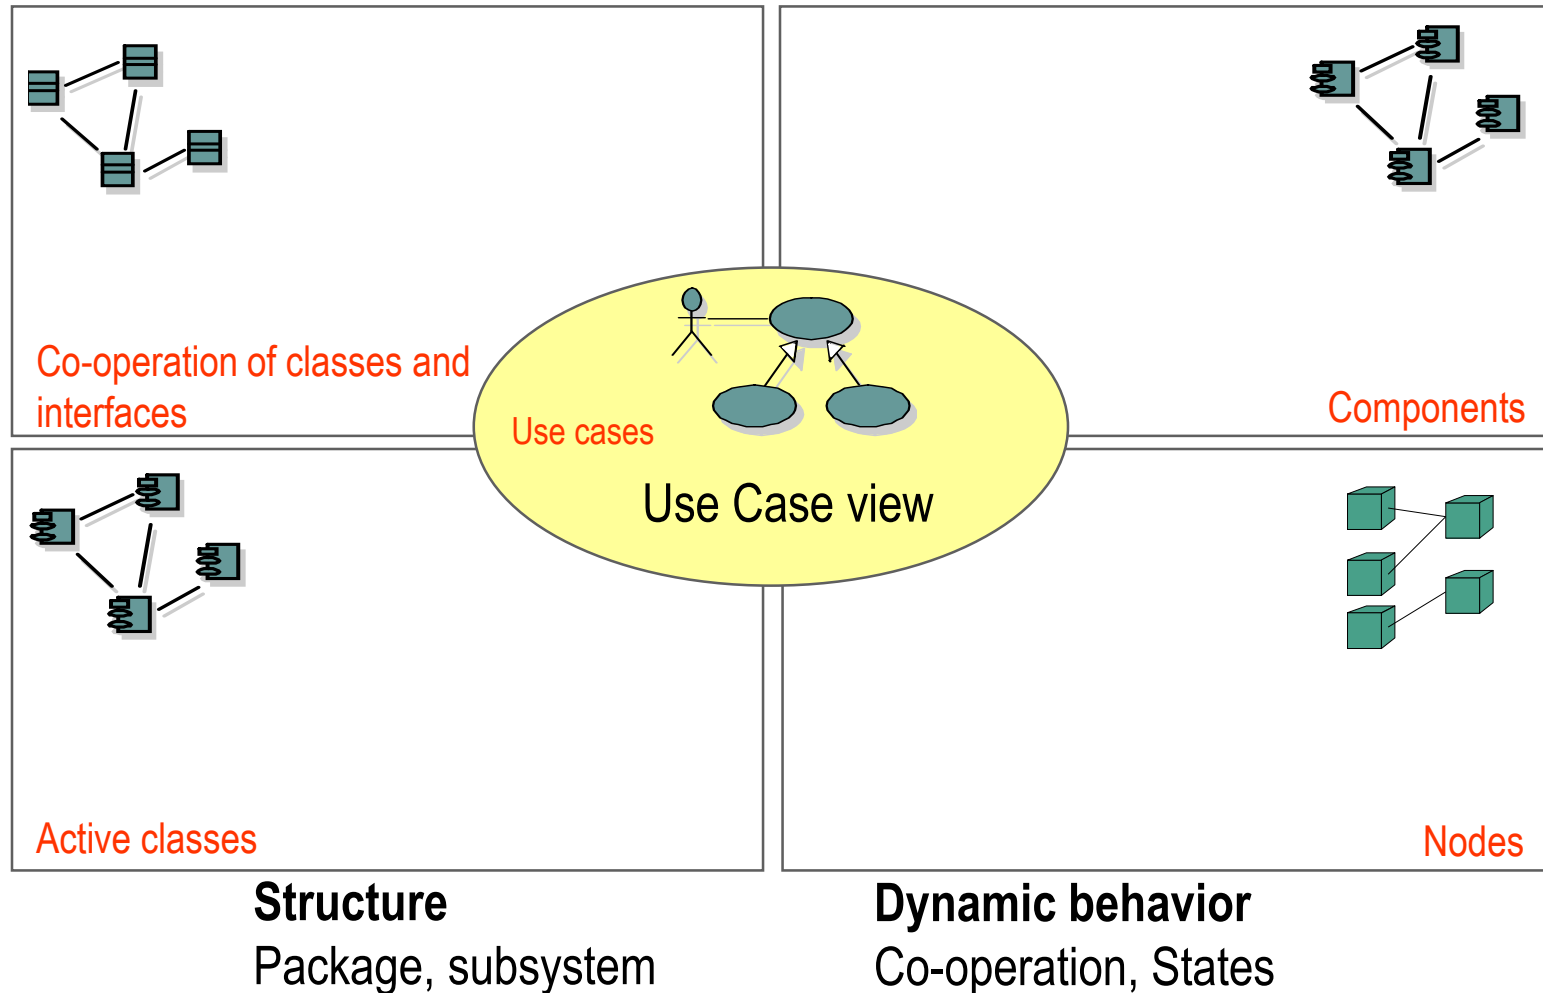 Co-operation of classes and
interfaces
Components
Use cases
Use Case view
Active classes
Nodes
Structure
Package, subsystem
Dynamic behavior
Co-operation, States